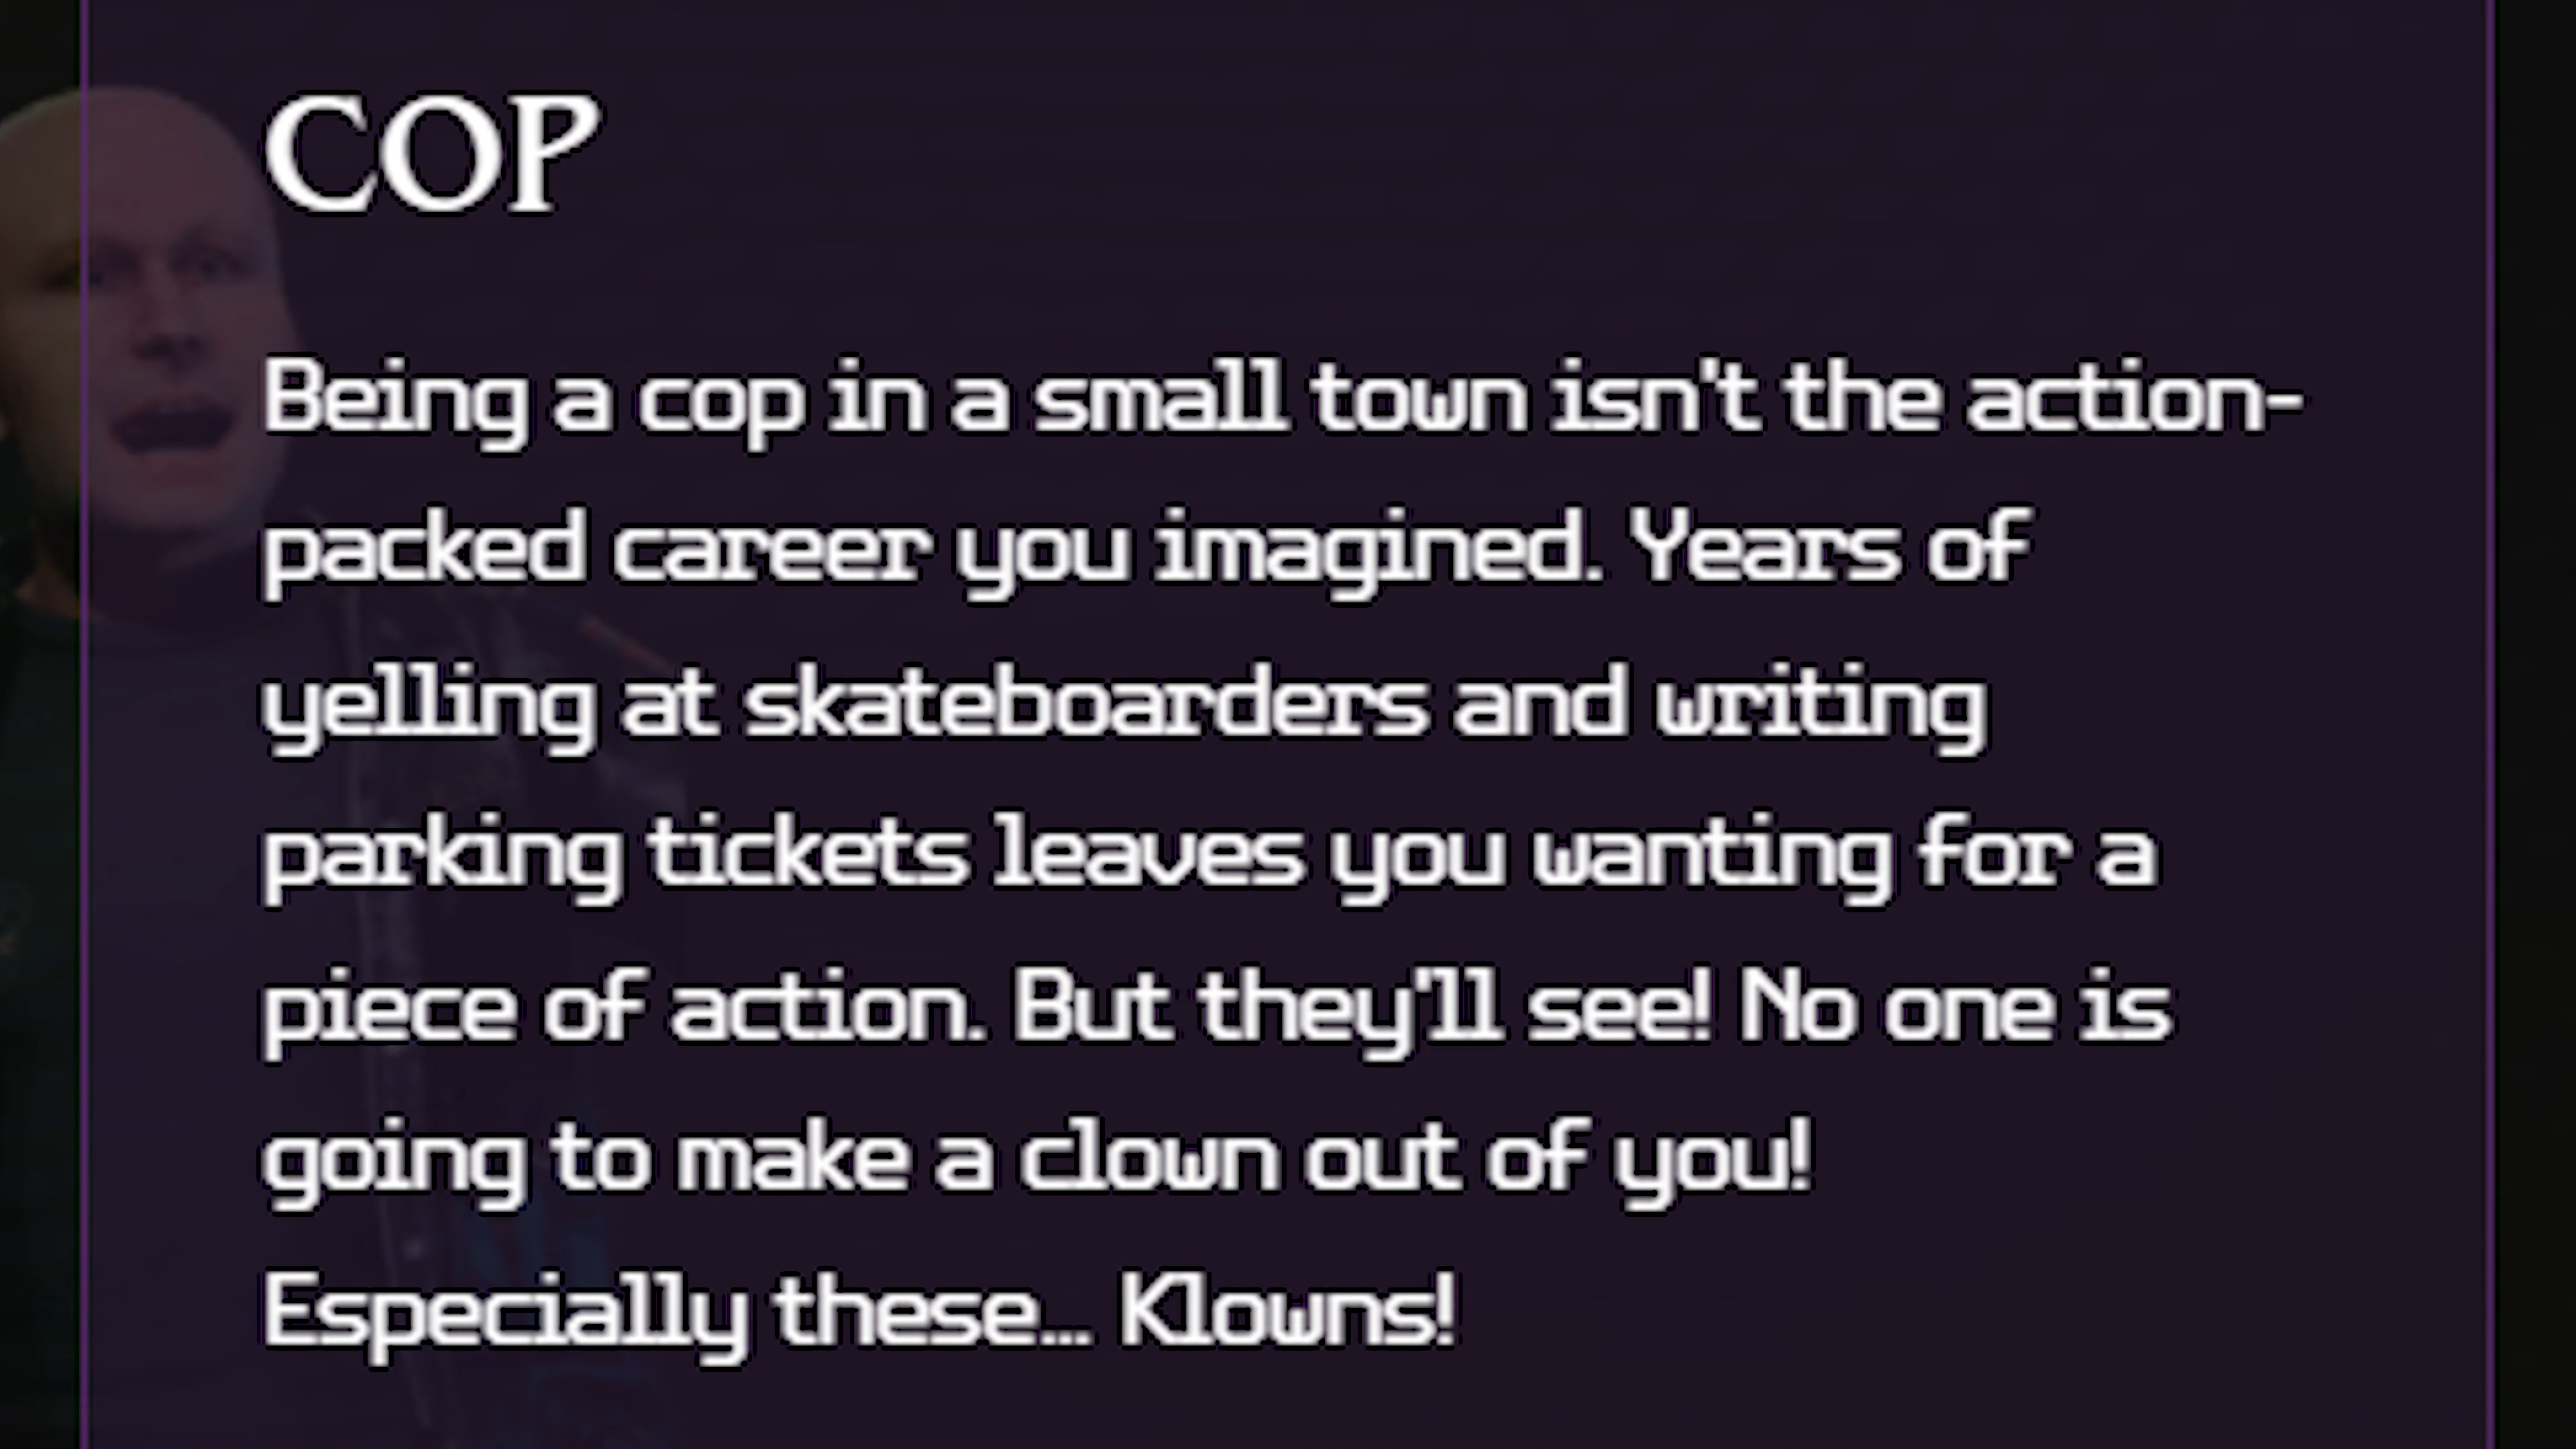 COP
Being a cop in a small town isn't the action-
packed career you imagined. Years of
yelling at skateboarders and writing
parking tickets leaves you wanting for a
piece of action. But they'll see! No one is
going to make a clown out of you!
Especially these... Klowns!